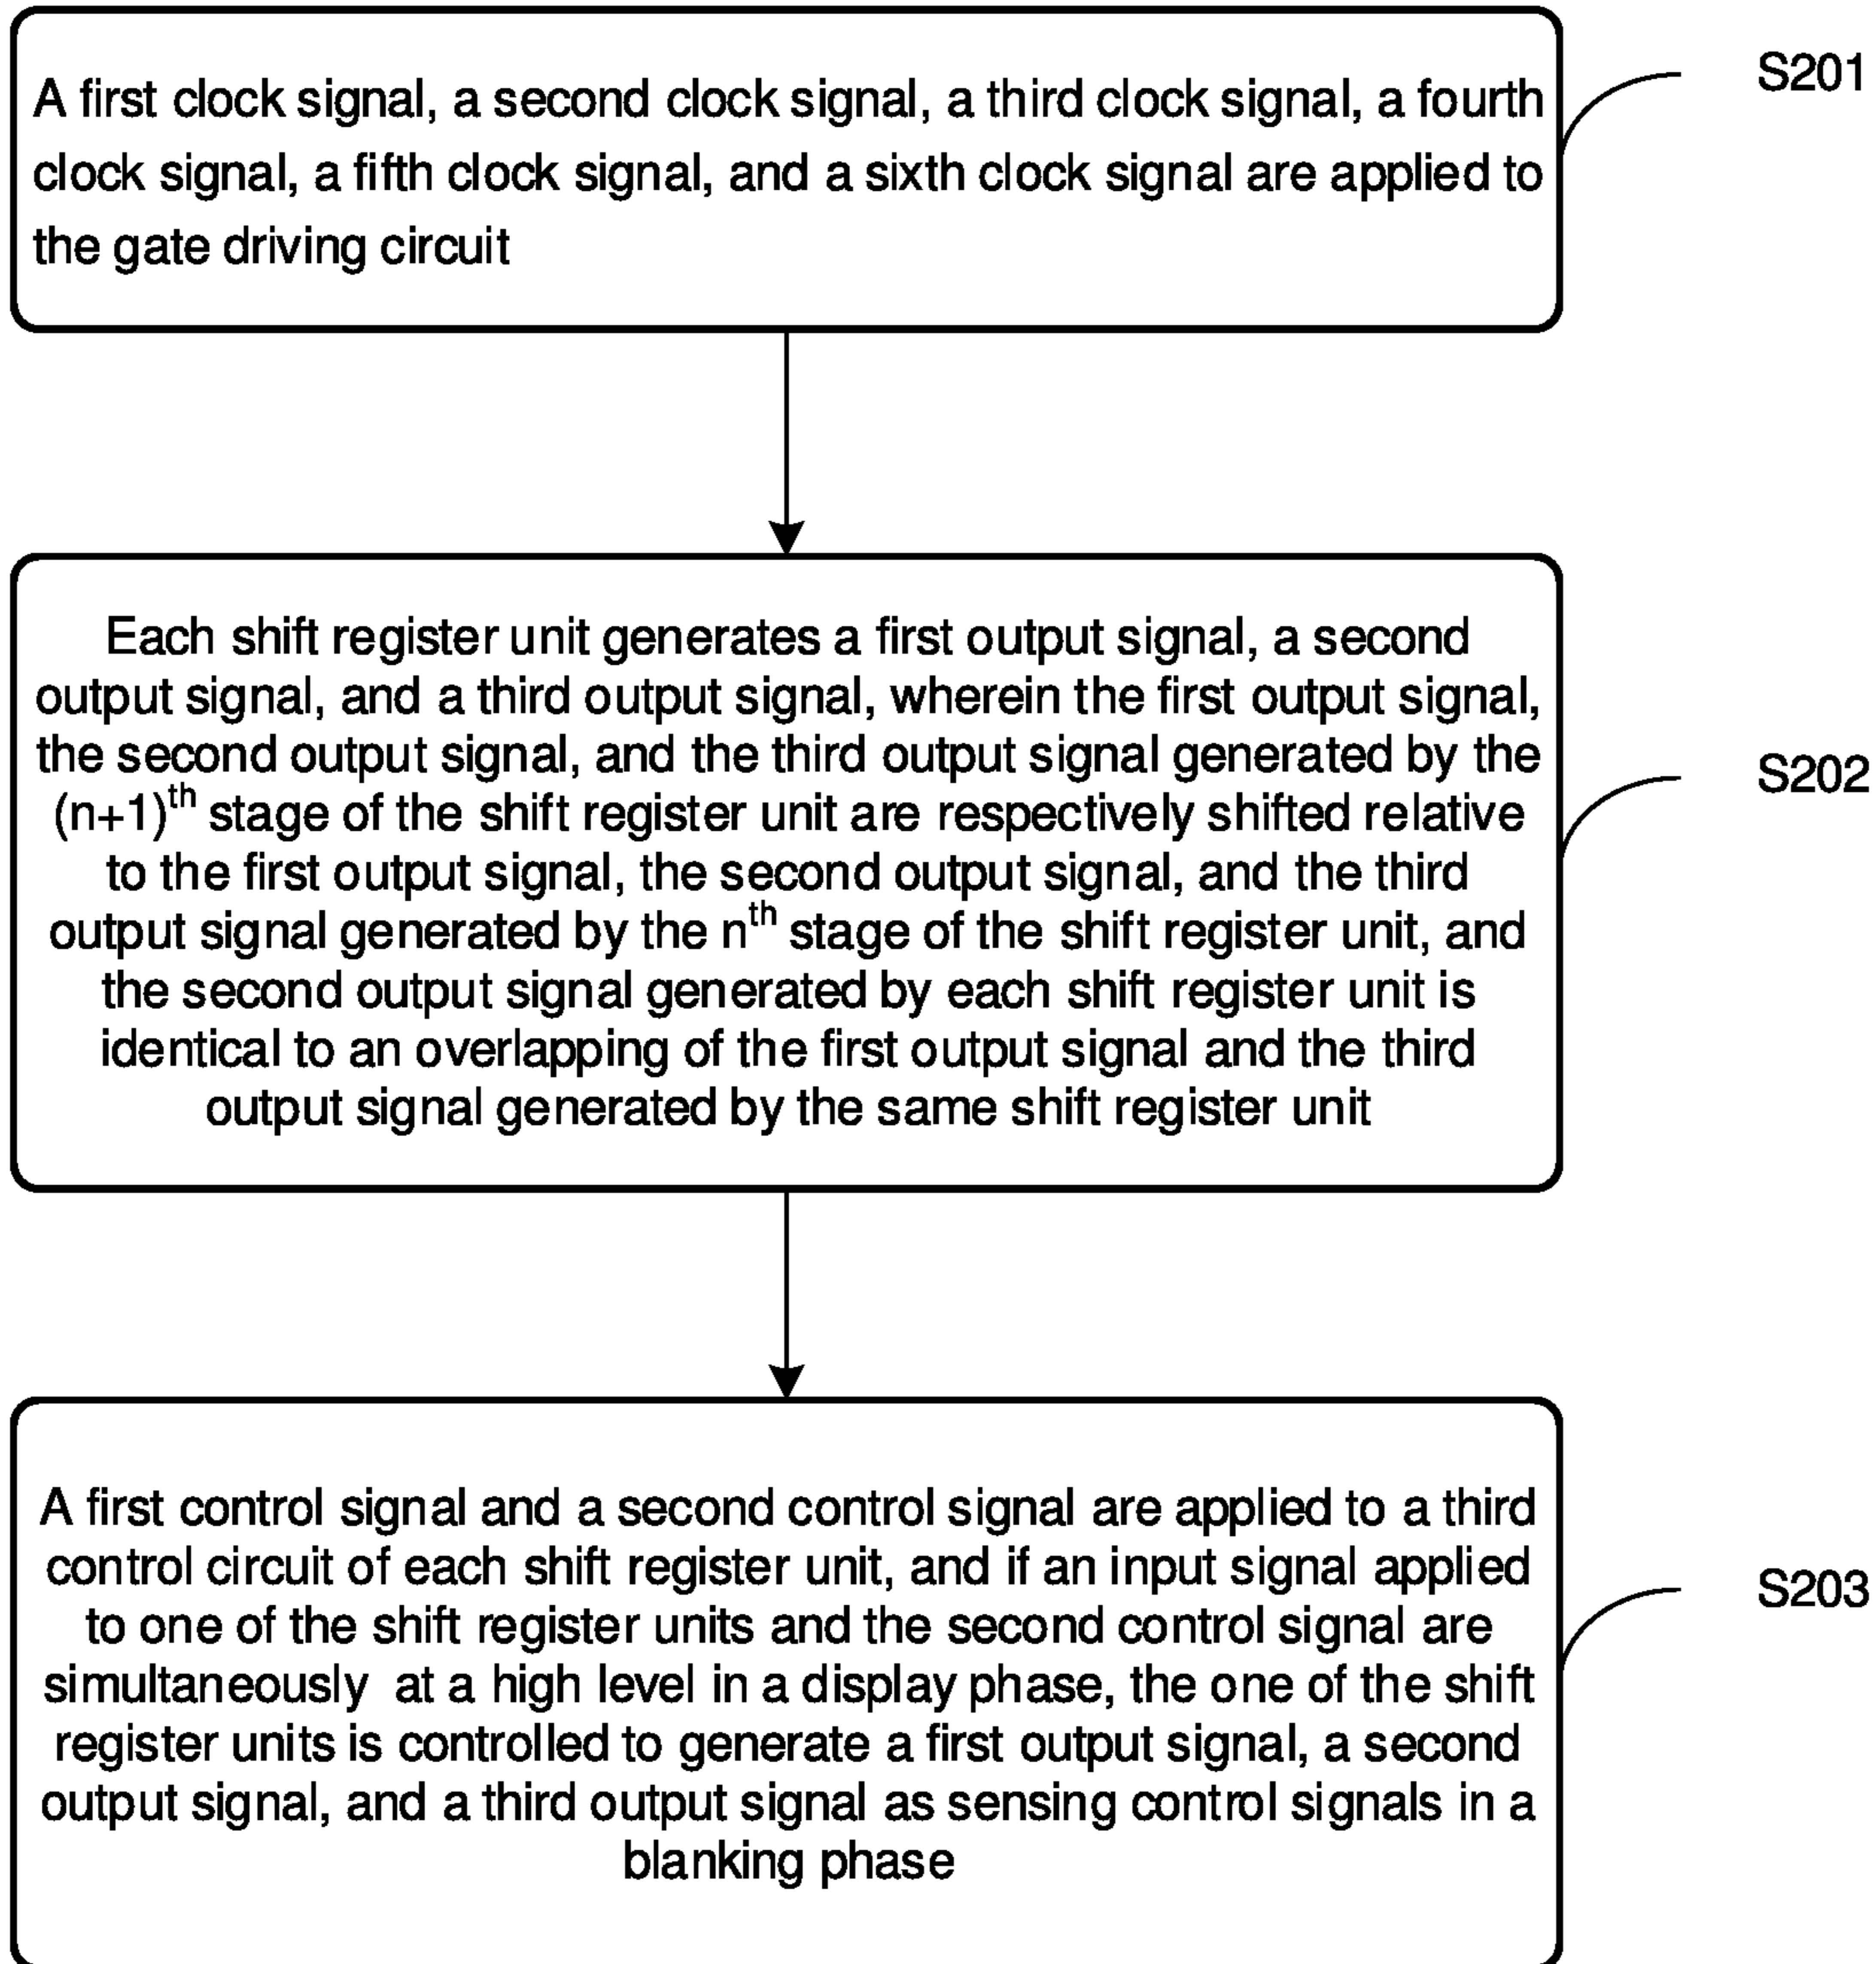 A first clock signal, a second clock signal, a third clock signal, a fourth
clock signal, a fifth clock signal, and a sixth clock signal are applied to
the gate driving circuit
S201
Each shift register unit generates a first output signal, a second
output signal, and a third output signal, wherein the first output signal,
the second output signal, and the third output signal generated by the
(n+1)th stage of the shift register unit are respectively shifted relative
to the first output signal, the second output signal, and the third
output signal generated by the nth stage of the shift register unit, and
the second output signal generated by each shift register unit is
identical to an overlapping of the first output signal and the third
output signal generated by the same shift register unit
S202
A first control signal and a second control signal are applied to a third
control circuit of each shift register unit, and if an input signal applied
to one of the shift register units and the second control signal are
simultaneously at a high level in a display phase, the one of the shift
register units is controlled to generate a first output signal, a second
output signal, and a third output signal as sensing control signals in a
blanking phase
S203